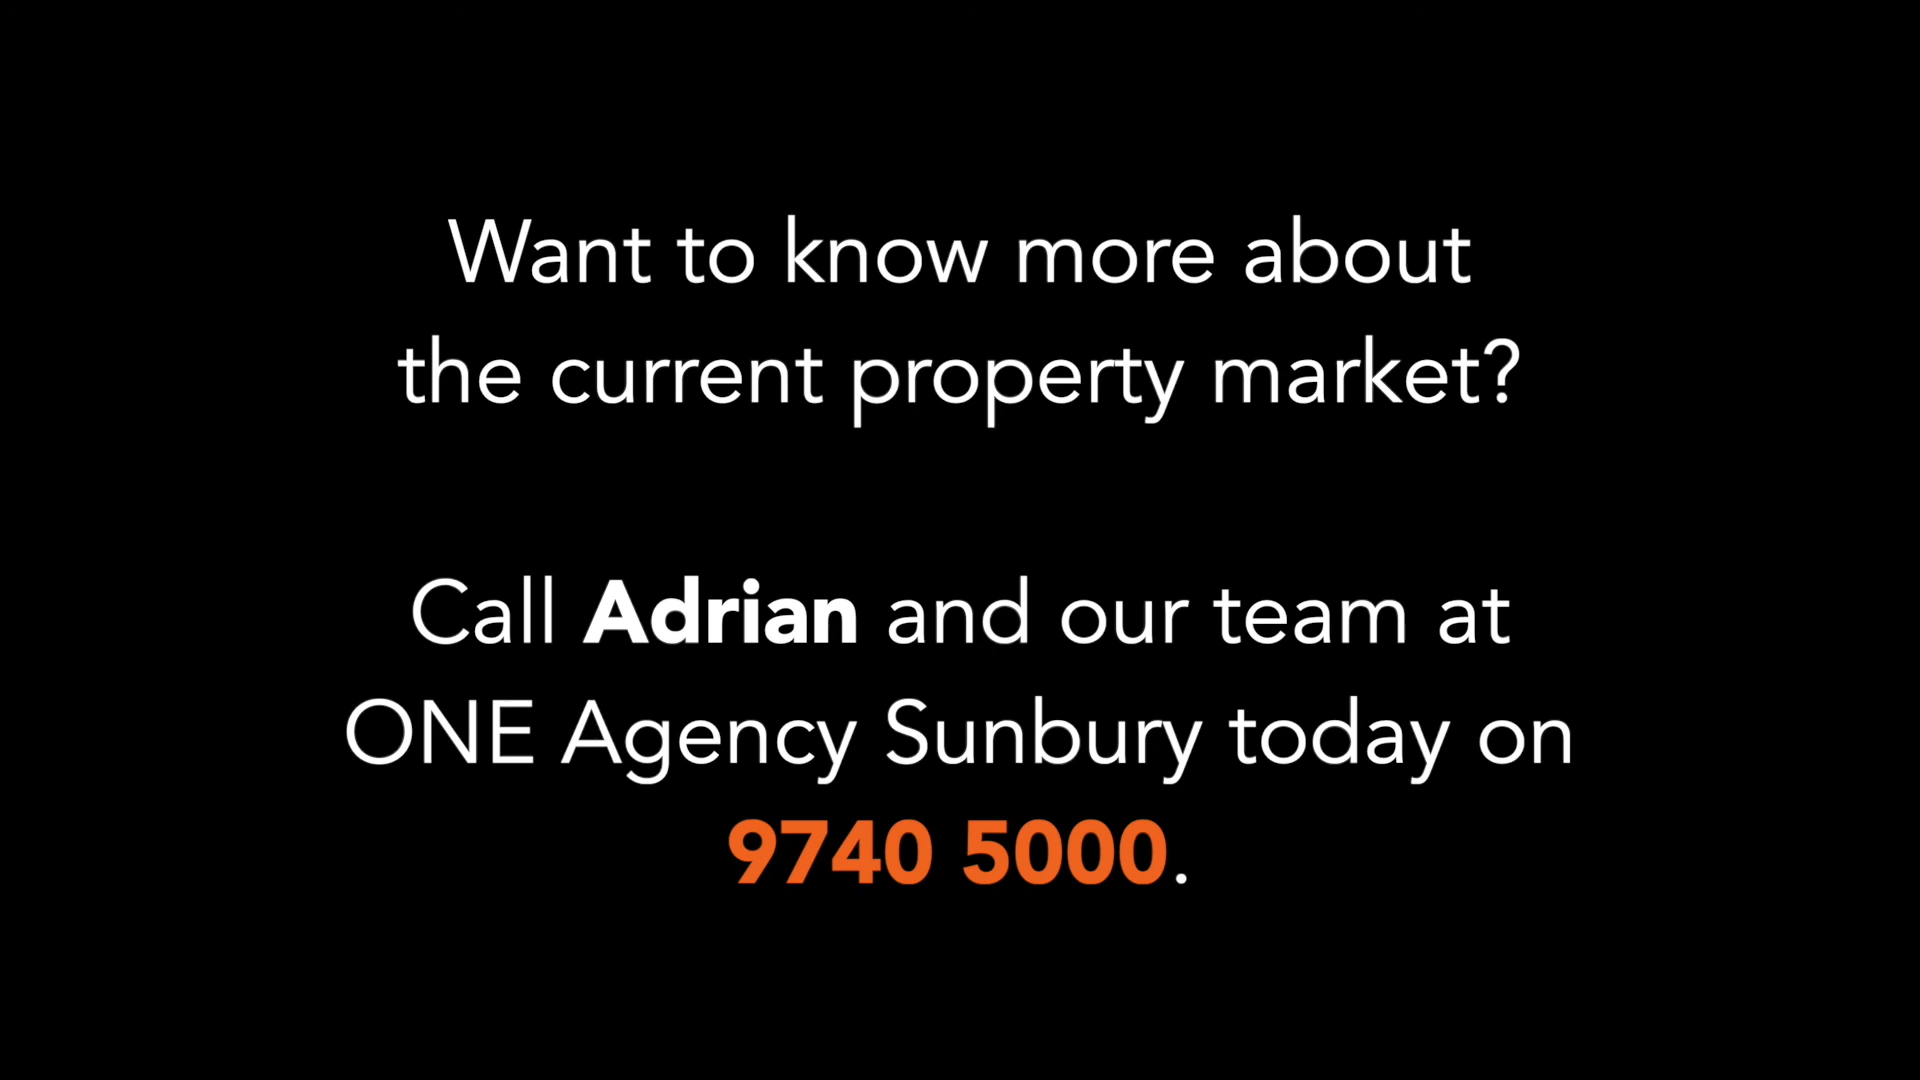 Want to know more about
the current property market?
Call Adrian and our team at
ONE Agency Sunbury today on
9740 5000.